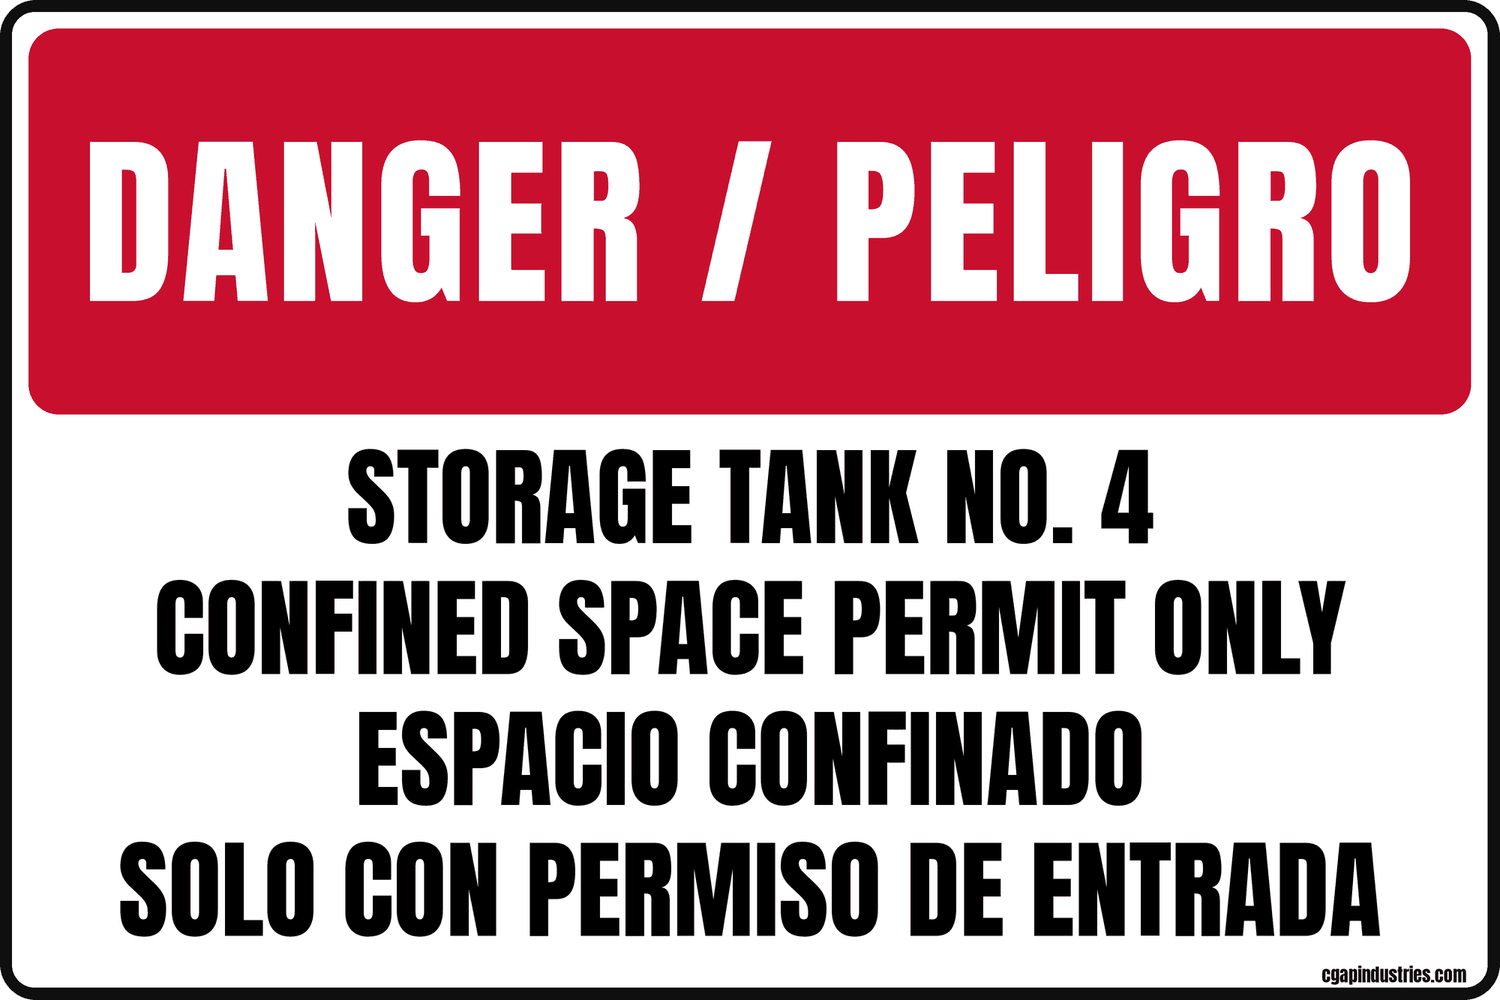 DANGER / PELIGRO
STORAGE TANK NO. 4
CONFINED SPACE PERMIT ONLY
ESPACIO CONFINADO
SOLO CON PERMISO DE ENTRADA
cgapindustries.com